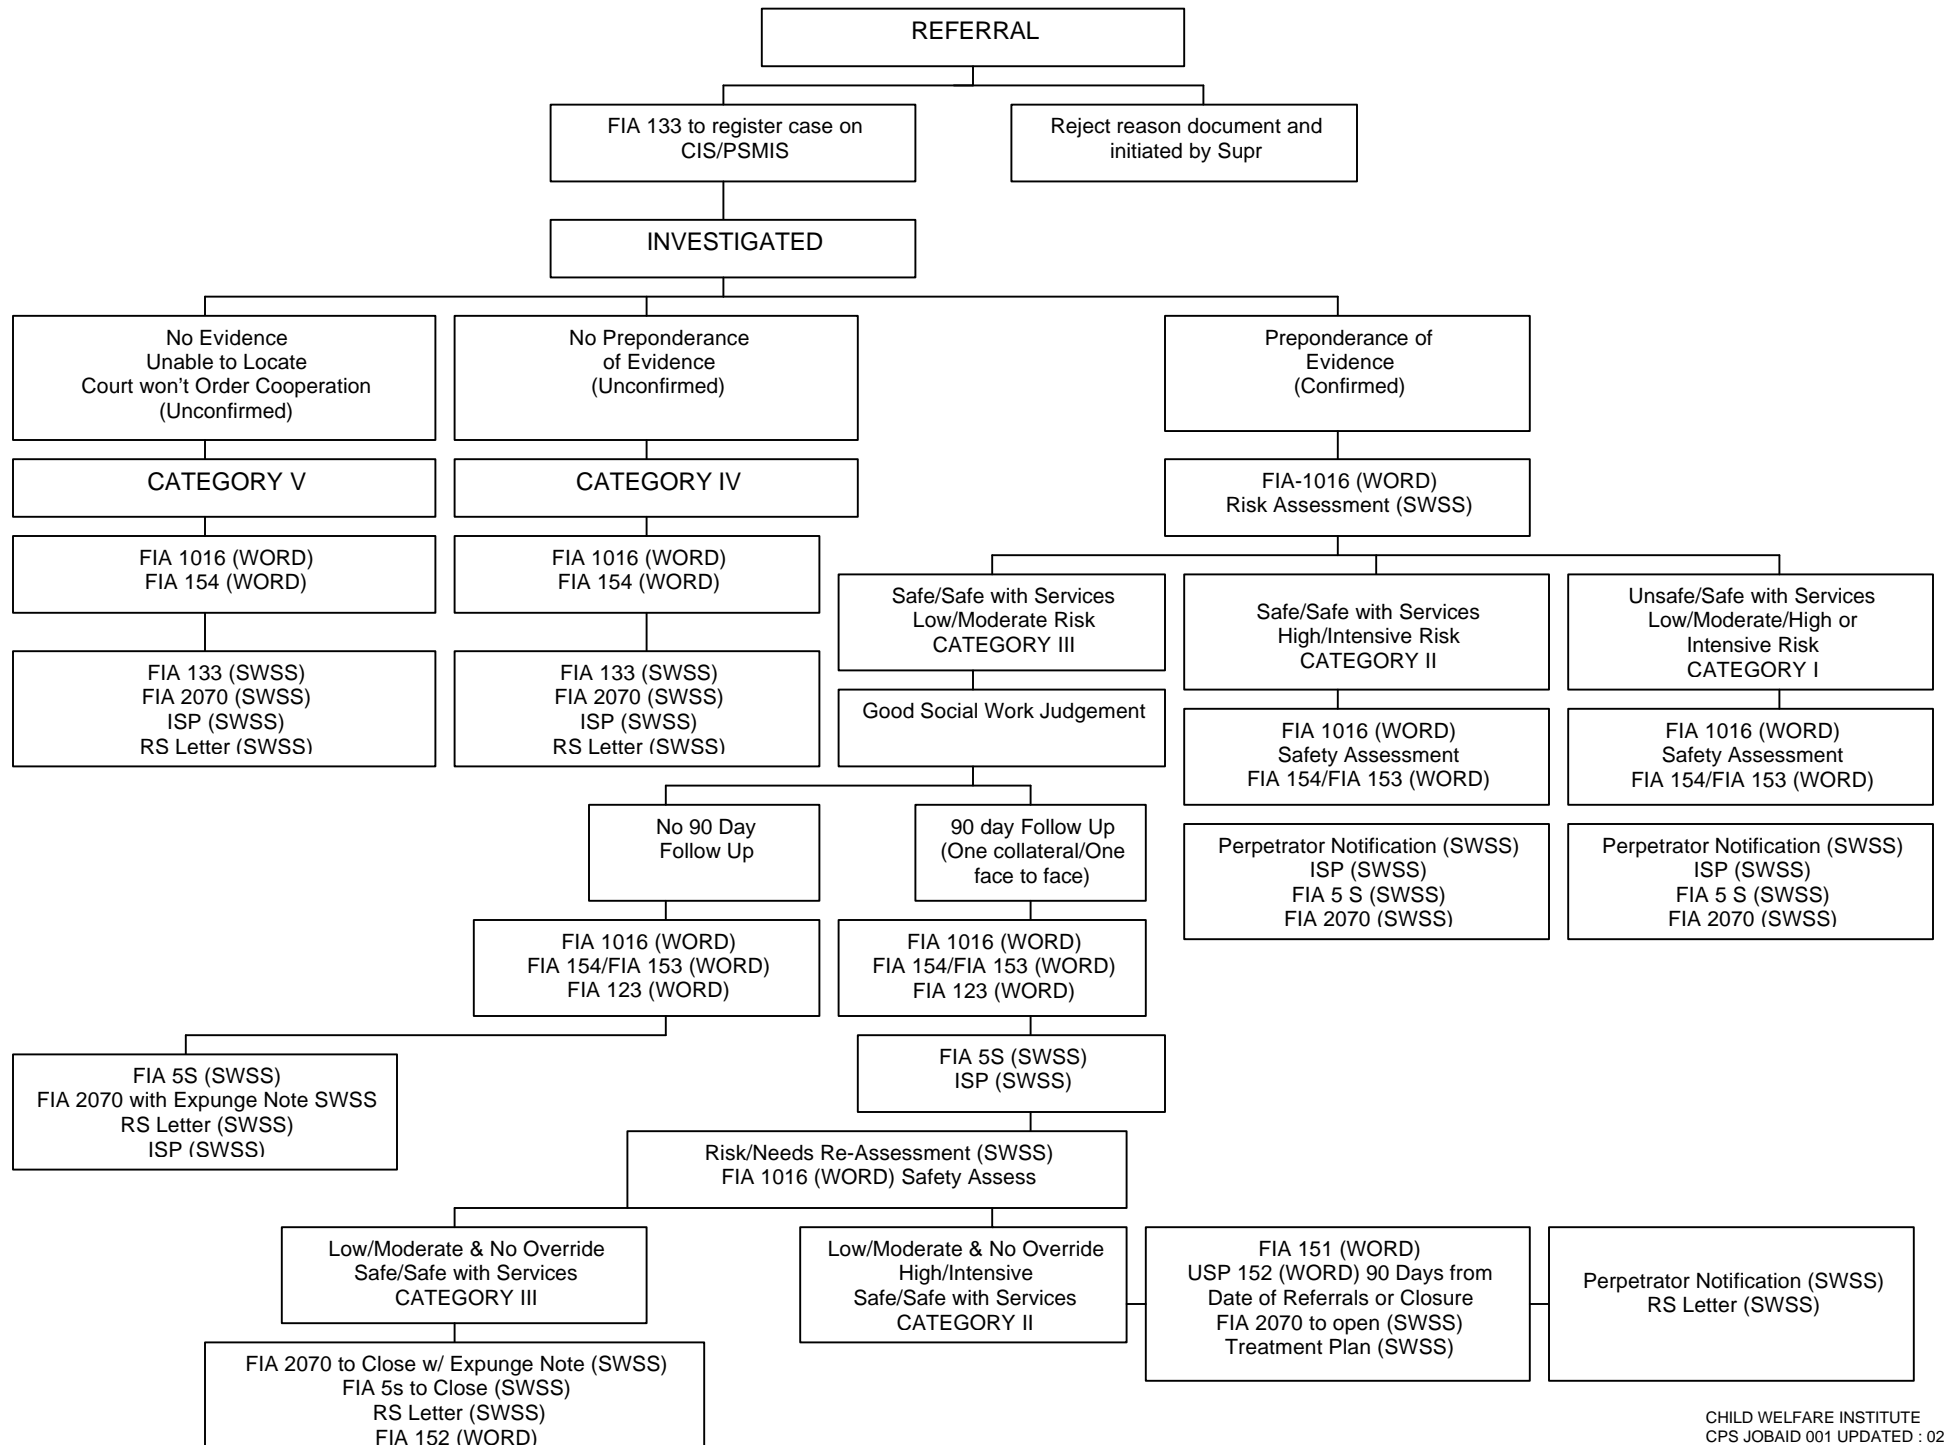 REFERRAL
FIA 133 to register case on
CIS/PSMIS
Reject reason document and
initiated by Supr
INVESTIGATED
No Evidence
Unable to Locate
Court won't Order Cooperation
(Unconfirmed)
No Preponderance
of Evidence
(Unconfirmed)
Preponderance of
Evidence
(Confirmed)
CATEGORY V
CATEGORY IV
FIA-1016 (WORD)
Risk Assessment (SWSS)
FIA 1016 (WORD)
FIA 154 (WORD)
FIA 1016 (WORD)
FIA 154 (WORD)
Safe/Safe with Services
Low/Moderate Risk
CATEGORY III
Safe/Safe with Services
High/Intensive Risk
CATEGORY II
Unsafe/Safe with Services
Low/Moderate/High or
Intensive Risk
CATEGORY I
FIA 133 (SWSS)
FIA 2070 (SWSS)
ISP (SWSS)
RS Letter (SWSS)
FIA 133 (SWSS)
FIA 2070 (SWSS)
ISP (SWSS)
RS Letter (SWSS)
Good Social Work Judgement
FIA 1016 (WORD)
Safety Assessment
FIA 154/FIA 153 (WORD)
FIA 1016 (WORD)
Safety Assessment
FIA 154/FIA 153 (WORD)
No 90 Day
Follow Up
90 day Follow Up
(One collateral/One
face to face)
Perpetrator Notification (SWSS)
ISP (SWSS)
FIA 5 S (SWSS)
FIA 2070 (SWSS)
Perpetrator Notification (SWSS)
ISP (SWSS)
FIA 5 S (SWSS)
FIA 2070 (SWSS)
FIA 1016 (WORD)
FIA 154/FIA 153 (WORD)
FIA 123 (WORD)
FIA 1016 (WORD)
FIA 154/FIA 153 (WORD)
FIA 123 (WORD)
FIA 5S (SWSS)
FIA 2070 with Expunge Note SWSS
RS Letter (SWSS)
ISP (SWSS)
FIA 5S (SWSS)
ISP (SWSS)
Risk/Needs Re-Assessment (SWSS)
FIA 1016 (WORD) Safety Assess
Low/Moderate & No Override
Safe/Safe with Services
CATEGORY III
Low/Moderate & No Override
High/Intensive
Safe/Safe with Services
CATEGORY II
FIA 151 (WORD)
USP 152 (WORD) 90 Days from
Date of Referrals or Closure
FIA 2070 to open (SWSS)
Treatment Plan (SWSS)
Perpetrator Notification (SWSS)
RS Letter (SWSS)
FIA 2070 to Close w/ Expunge Note (SWSS)
FIA 5s to Close (SWSS)
RS Letter (SWSS)
FIA 152 (WORD)
CHILD WELFARE INSTITUTE
CPS JOBAID 001 UPDATED : 02